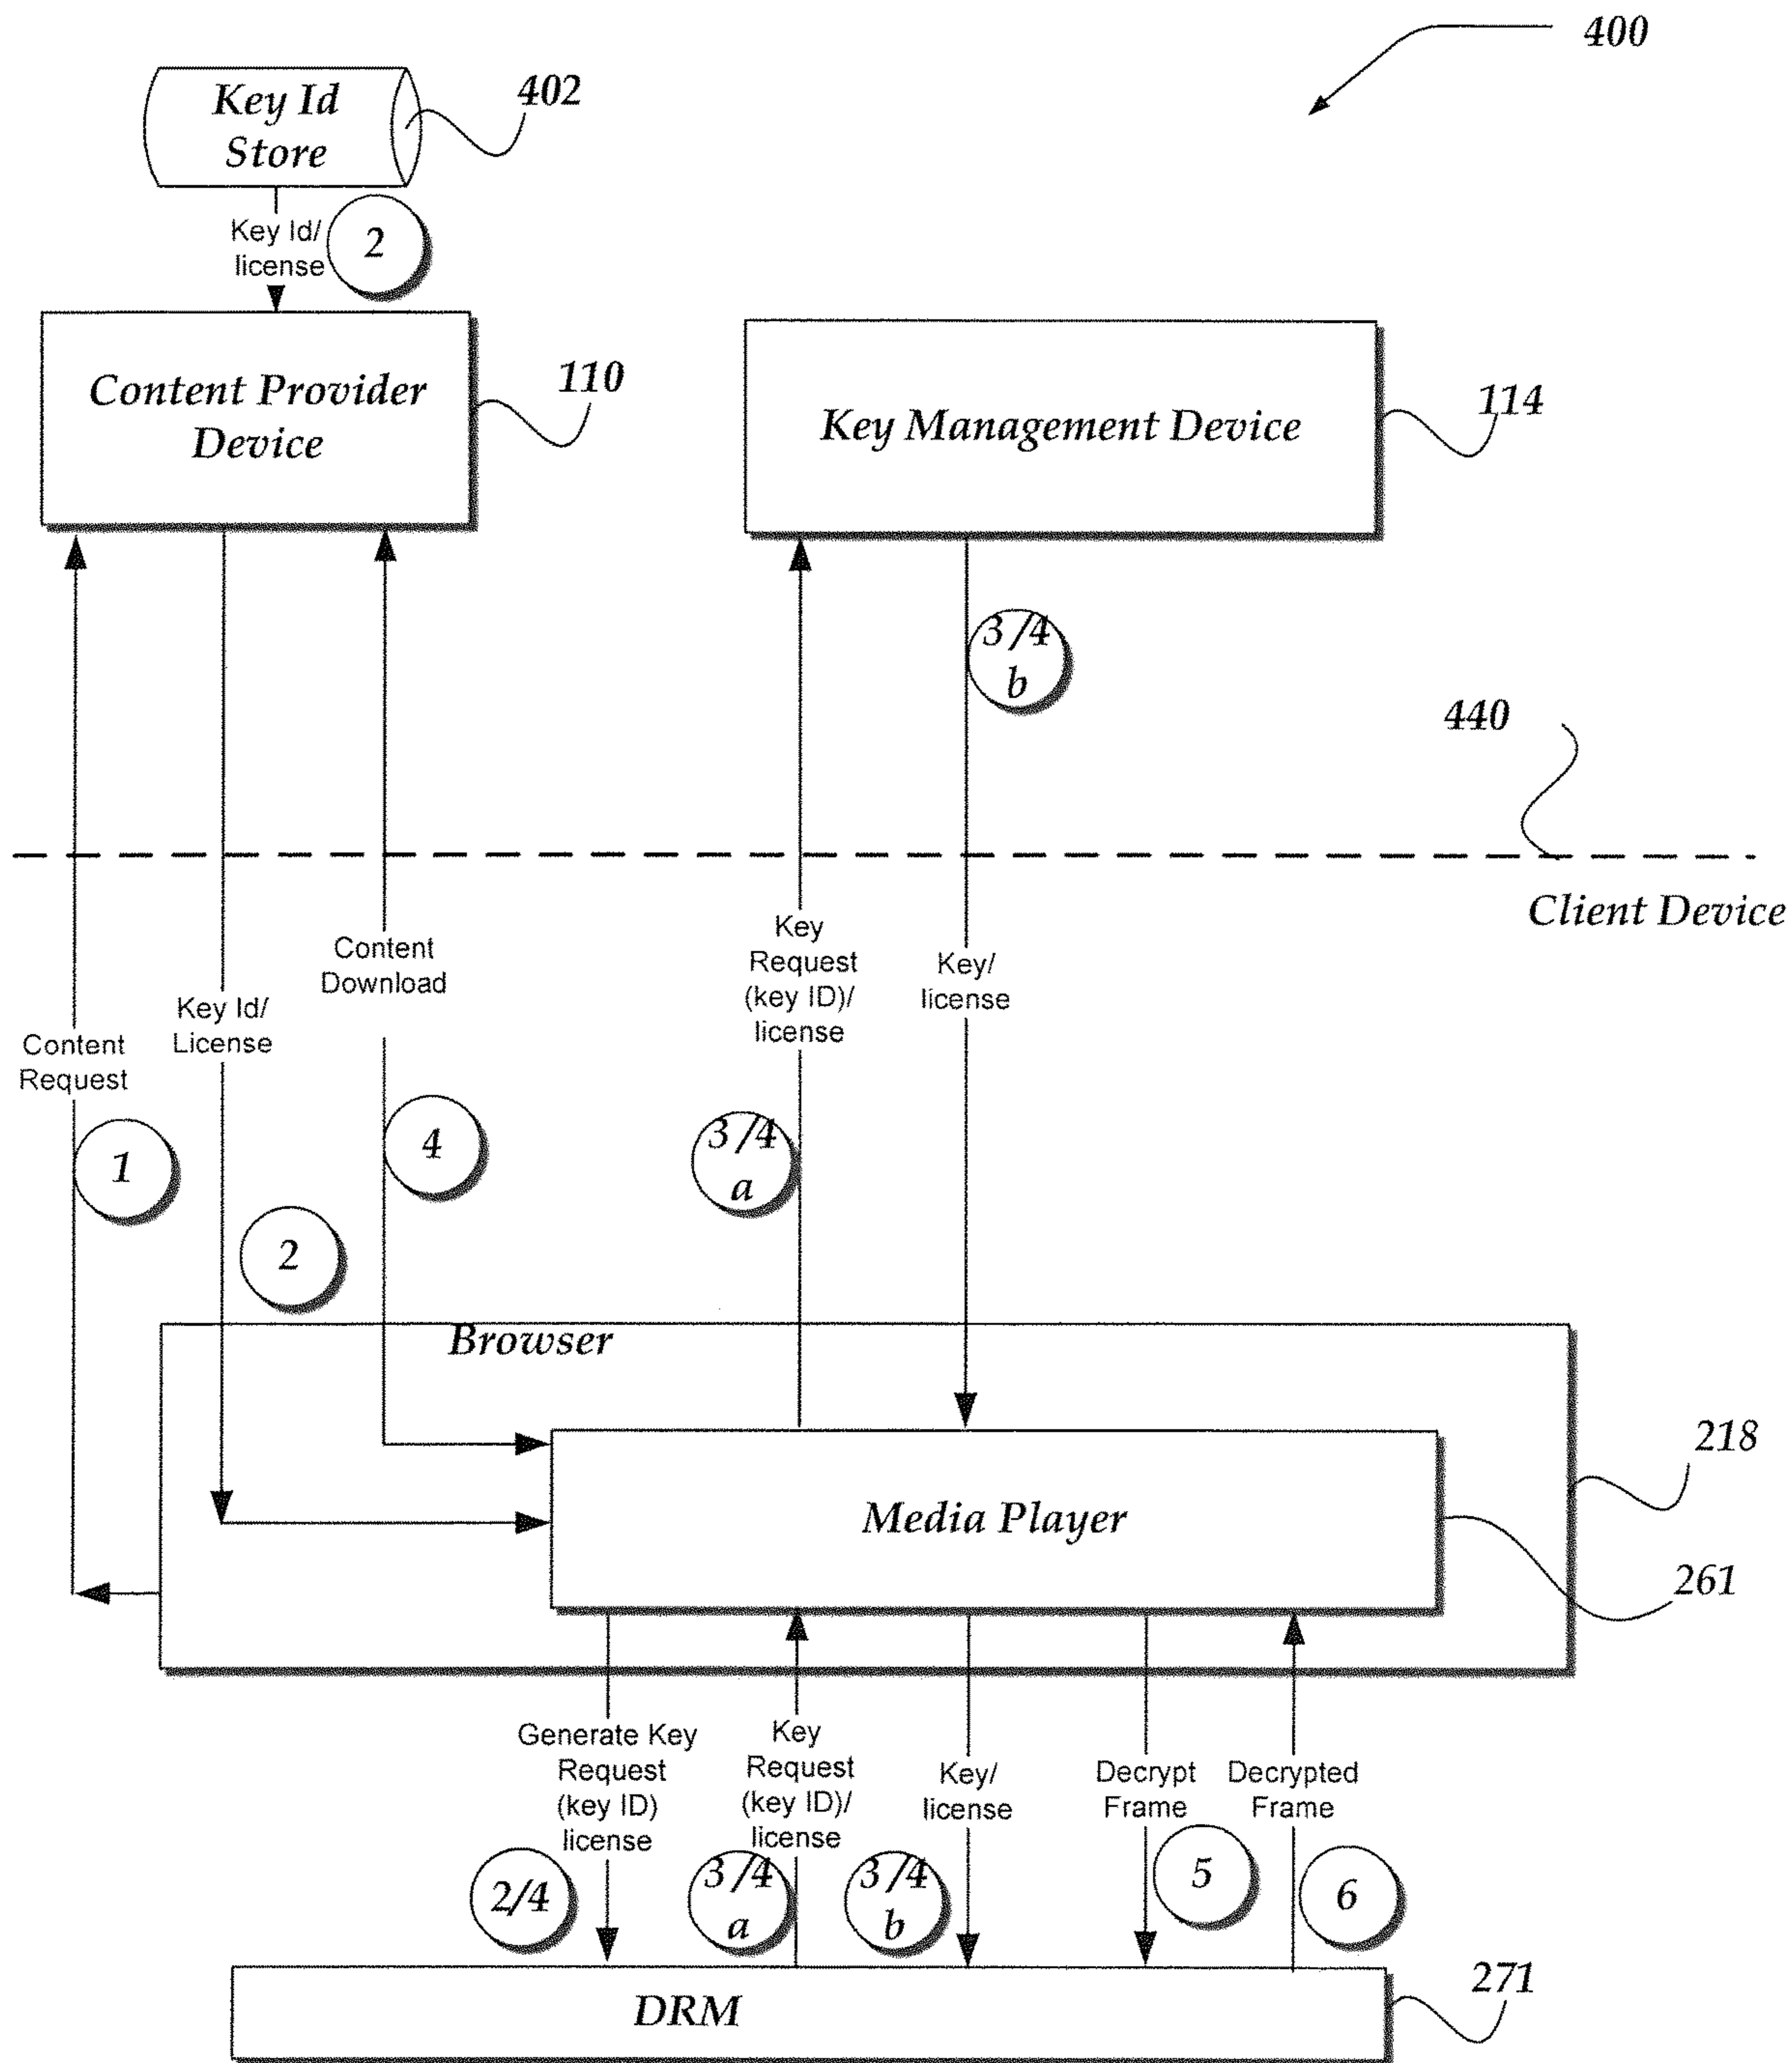 400
Key Id
Store
402
Key Id/
license
2
Content Provider
Device
110
Key Management Device
114
3/4
b
440
Client Device
Content
Request
1
Key Id/
License
2
Content
Download
4
Key
Request
(key ID)/
license
3/4
a
Key/
license
Browser
Media Player
218
261
Generate Key
Request
(key ID)
license
2/4
Key
Request
(key ID)/
license
3/4
a
Key/
license
3/4
b
Decrypt
Frame
5
Decrypted
Frame
6
DRM
271